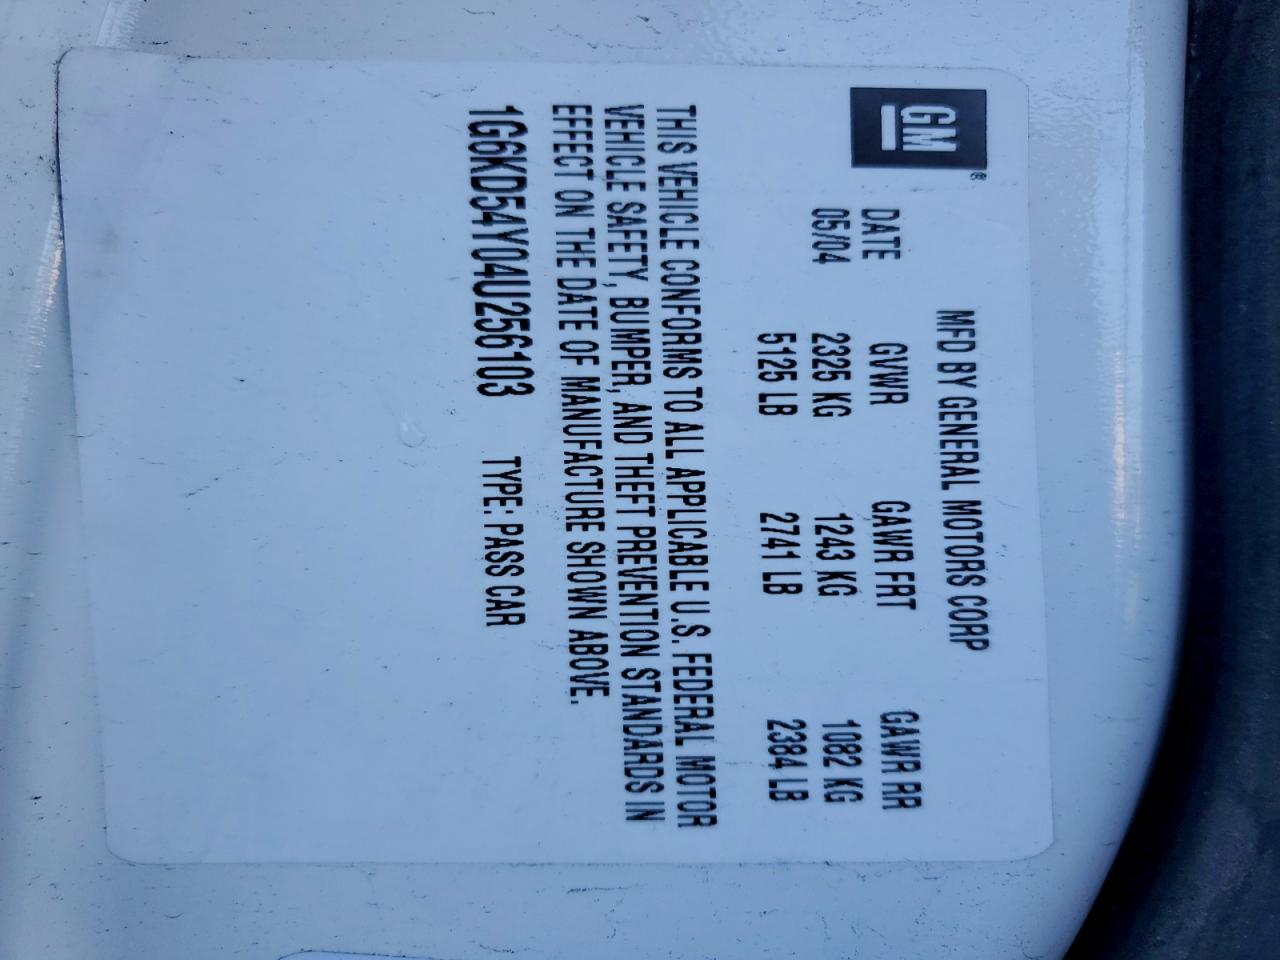 GM®
MFD BY GENERAL MOTORS CORP
DATE GVWR GAWR FRT GAWR RR
05/04 2325 KG 1243 KG 1082 KG
5125 LB 2741 LB 2384 LB
THIS VEHICLE CONFORMS TO ALL APPLICABLE U.S. FEDERAL MOTOR
VEHICLE SAFETY, BUMPER, AND THEFT PREVENTION STANDARDS IN
EFFECT ON THE DATE OF MANUFACTURE SHOWN ABOVE.
1G6KD54Y04U256103 TYPE: PASS CAR